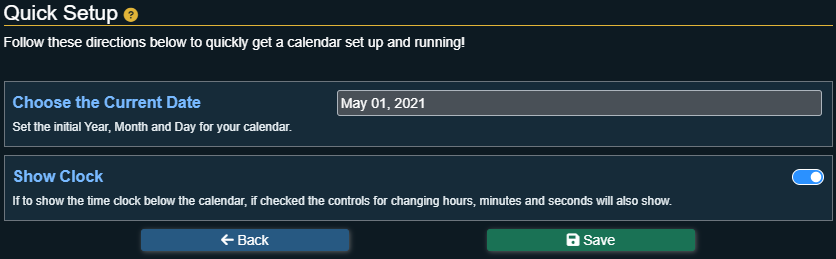 Quick Setup ?
Follow these directions below to quickly get a calendar set up and running!
Choose the Current Date
May 01, 2021
Set the initial Year, Month and Day for your calendar.
Show Clock
If to show the time clock below the calendar, if checked the controls for changing hours, minutes and seconds will also show.
Back
Save